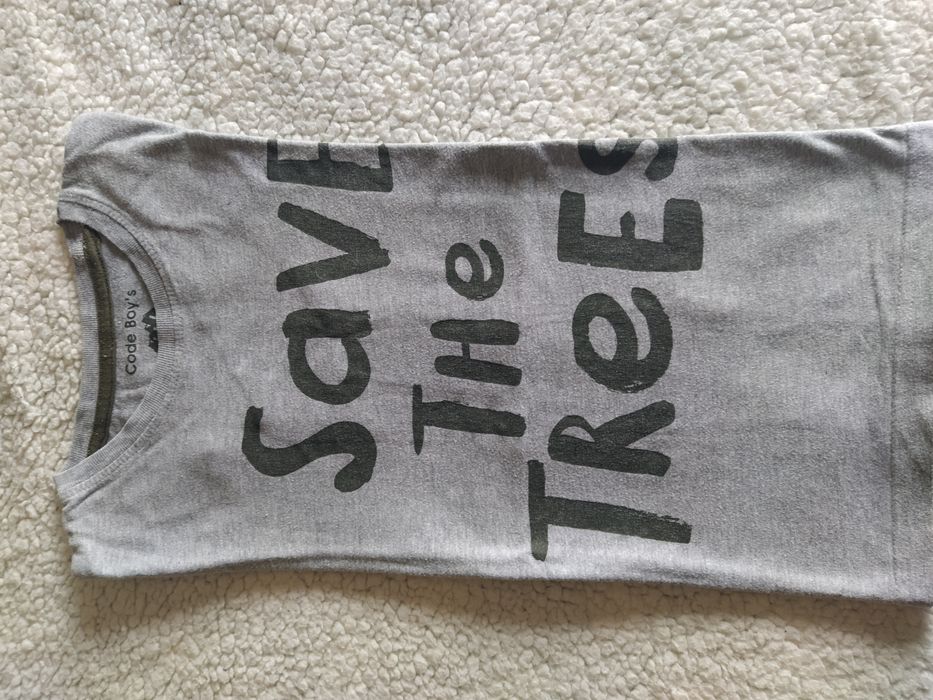 Code Boy's
SavE
THe
TReES